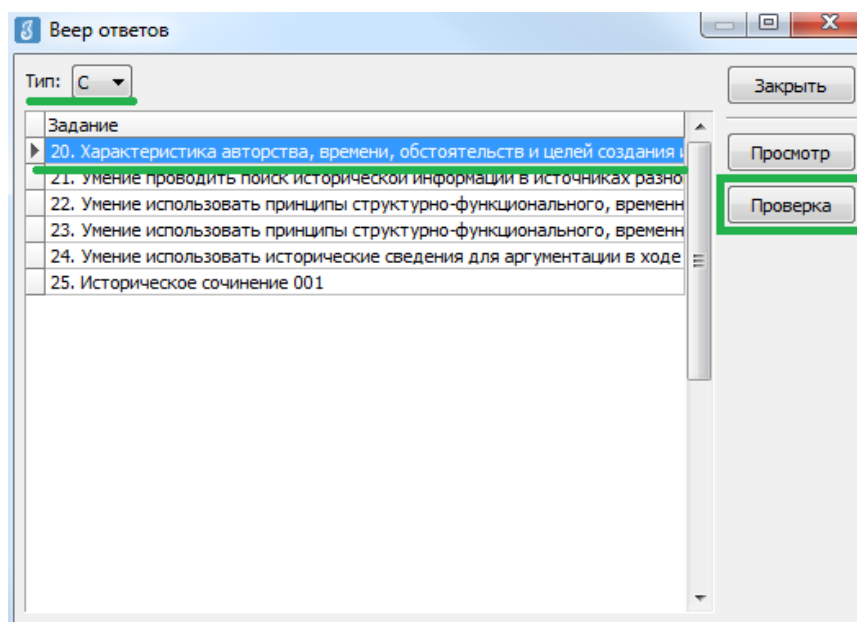 Веер ответов
Тип: C
Закрыть
Задание
20. Характеристика авторства, времени, обстоятельств и целей создания и
Просмотр
21. Умение проводить поиск исторической информации в источниках разно
Проверка
22. Умение использовать принципы структурно-функционального, временн
23. Умение использовать принципы структурно-функционального, временн
24. Умение использовать исторические сведения для аргументации в ходе
25. Историческое сочинение 001